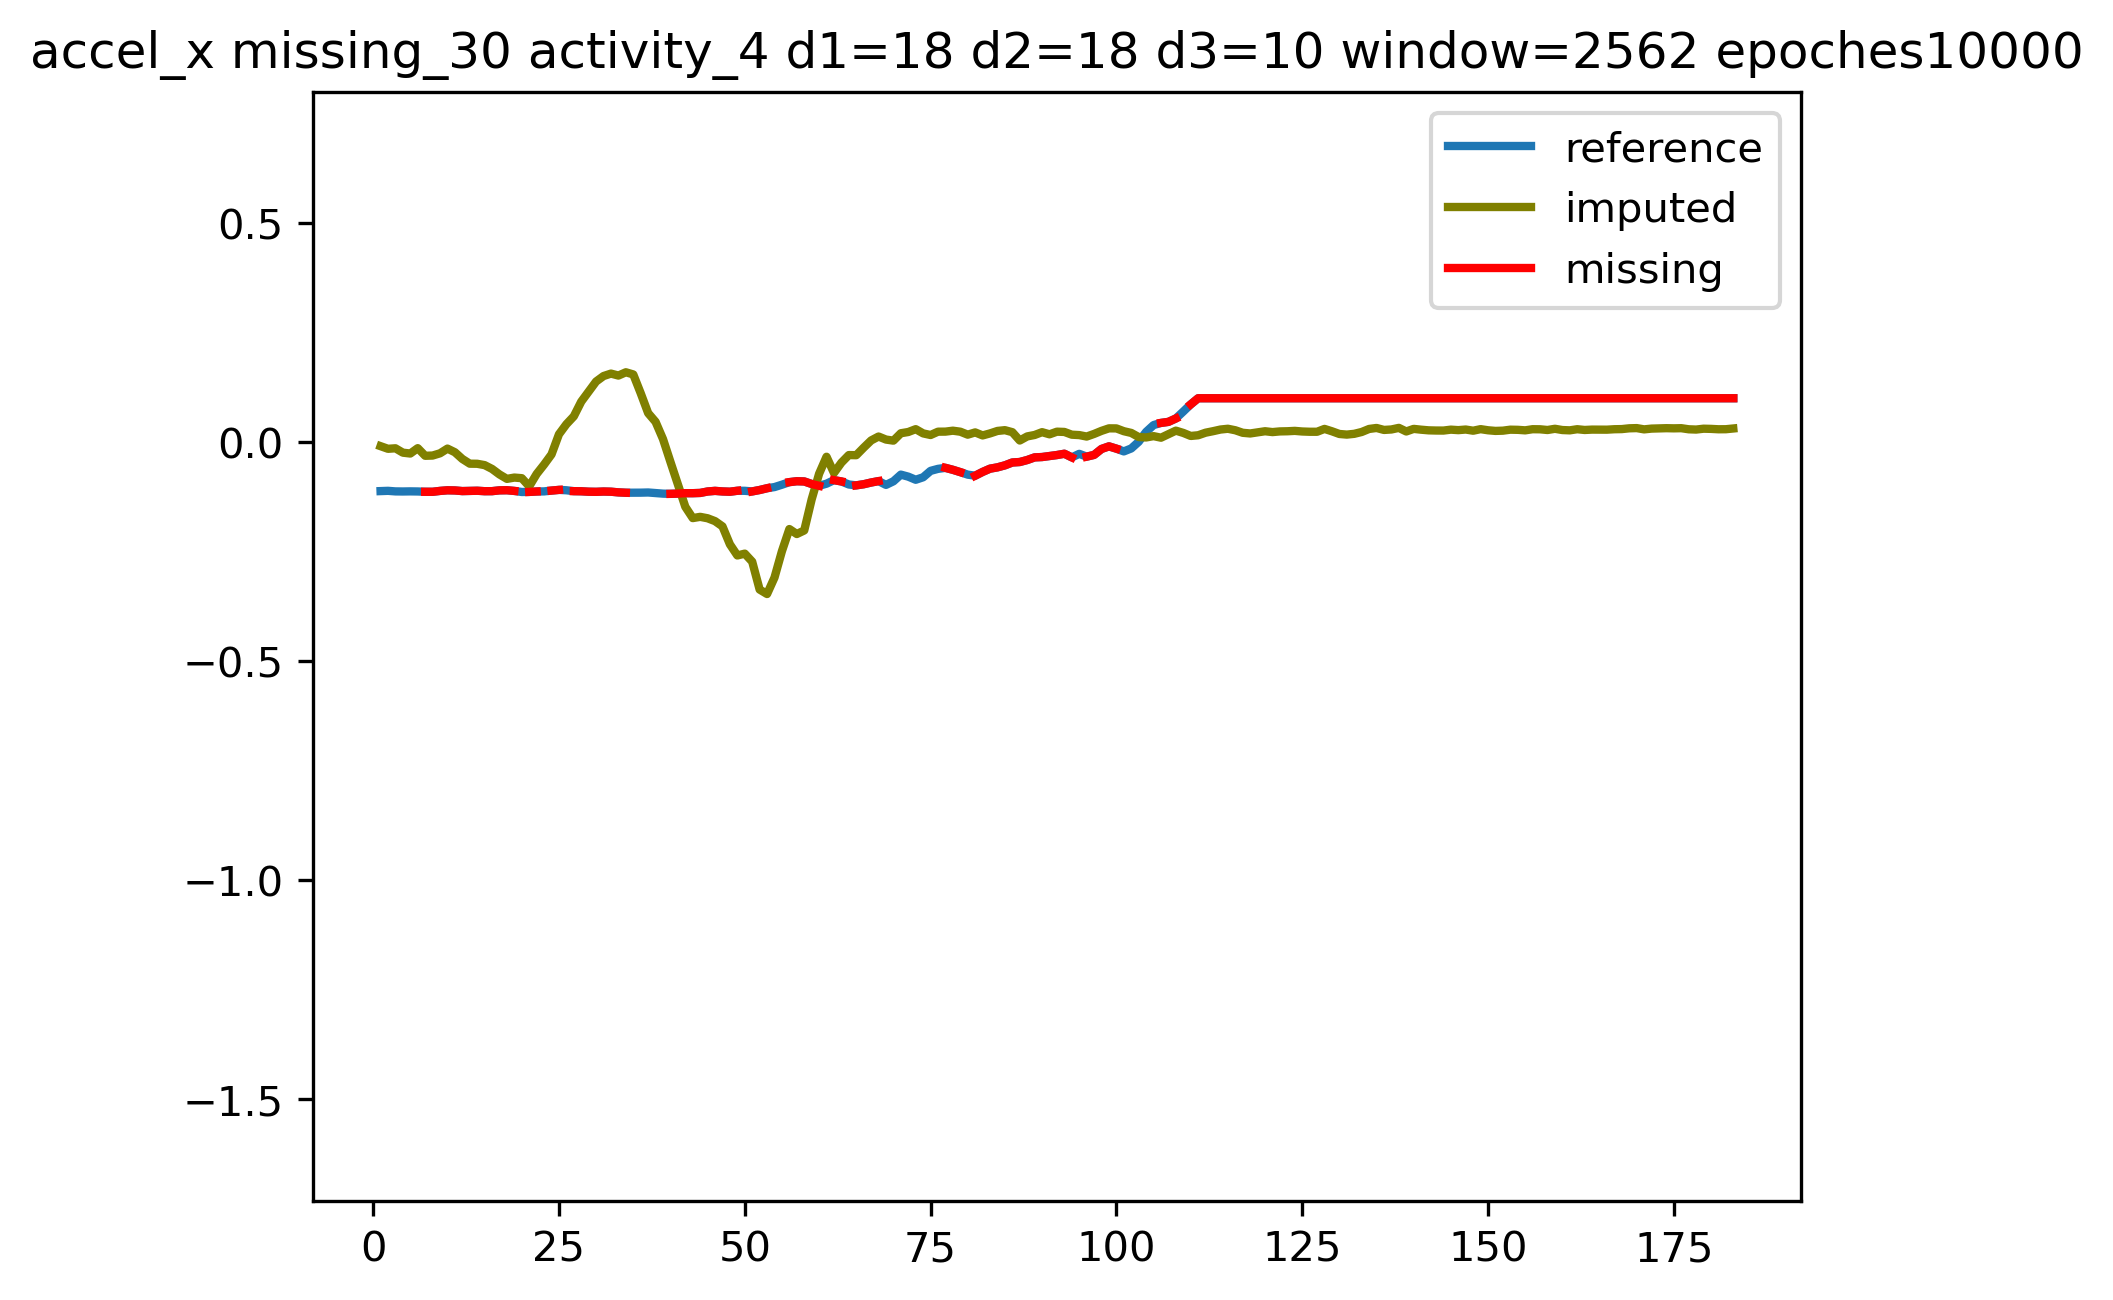 accel_x missing_30 activity_4 d1=18 d2=18 d3=10 window=2562 epoches10000
reference
imputed
missing
0.5
0.0
−0.5
−1.0
−1.5
0 25 50 75 100 125 150 175